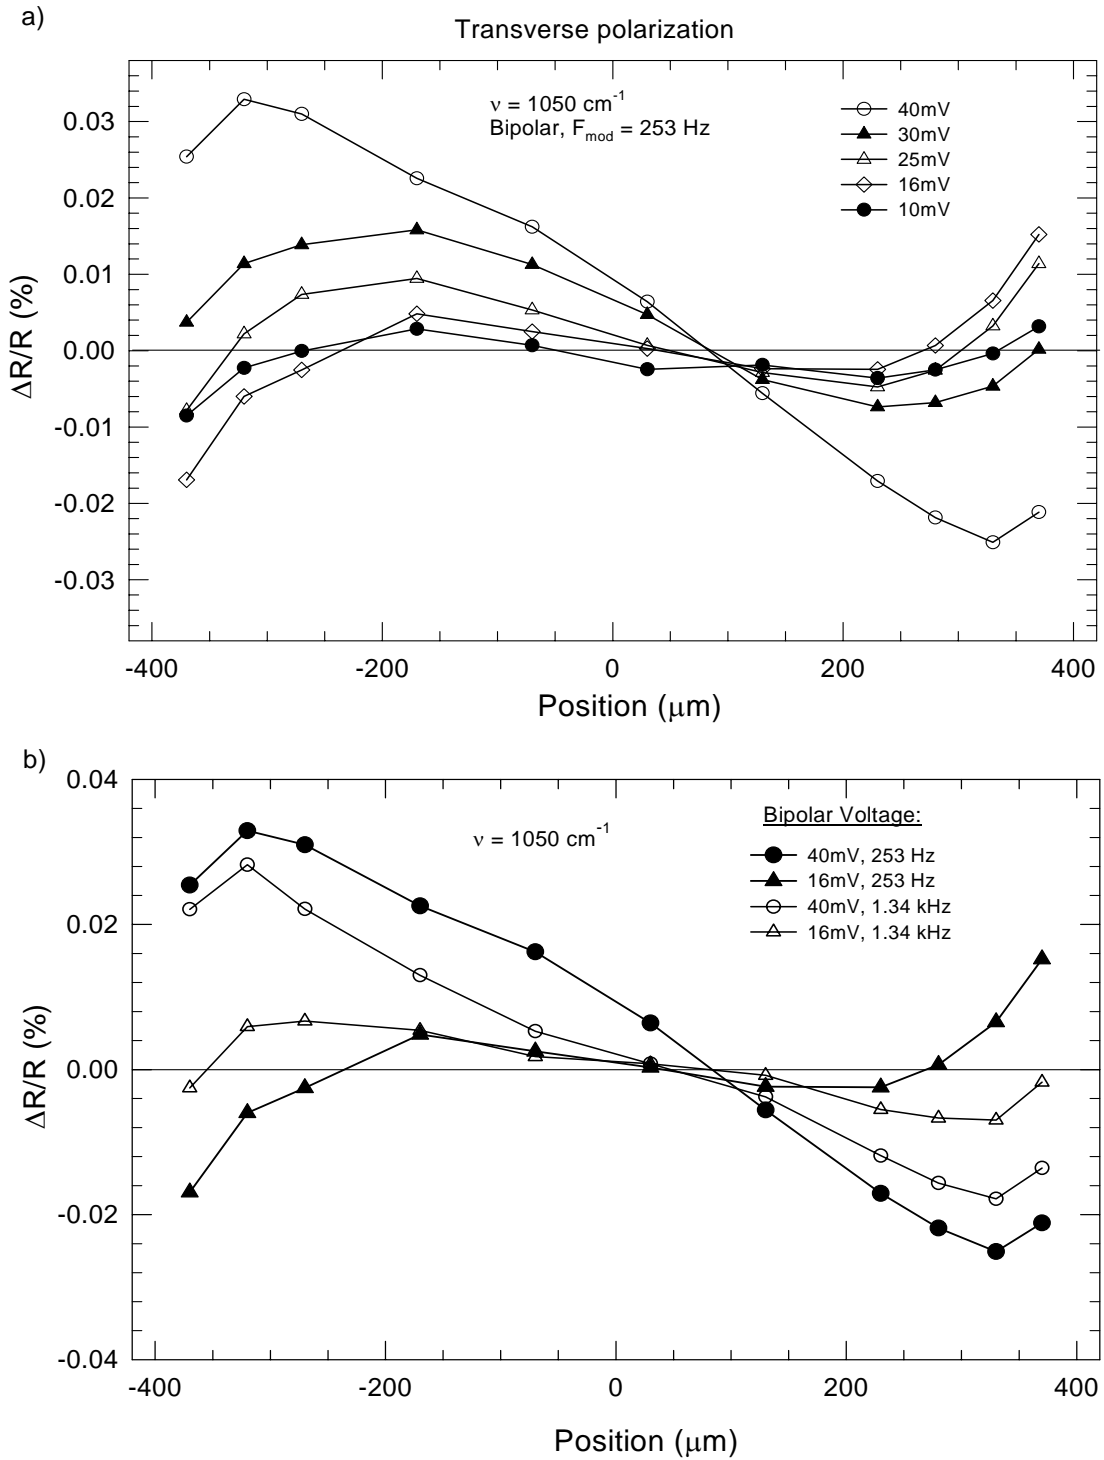 a)
Transverse polarization
ν = 1050 cm-1
Bipolar, Fmod = 253 Hz
40mV
30mV
25mV
16mV
10mV
0.03
0.02
0.01
0.00
-0.01
-0.02
-0.03
ΔR/R (%)
-400
-200
0
200
400
Position (μm)
b)
ν = 1050 cm-1
Bipolar Voltage:
40mV, 253 Hz
16mV, 253 Hz
40mV, 1.34 kHz
16mV, 1.34 kHz
0.04
0.02
0.00
-0.02
-0.04
ΔR/R (%)
-400
-200
0
200
400
Position (μm)